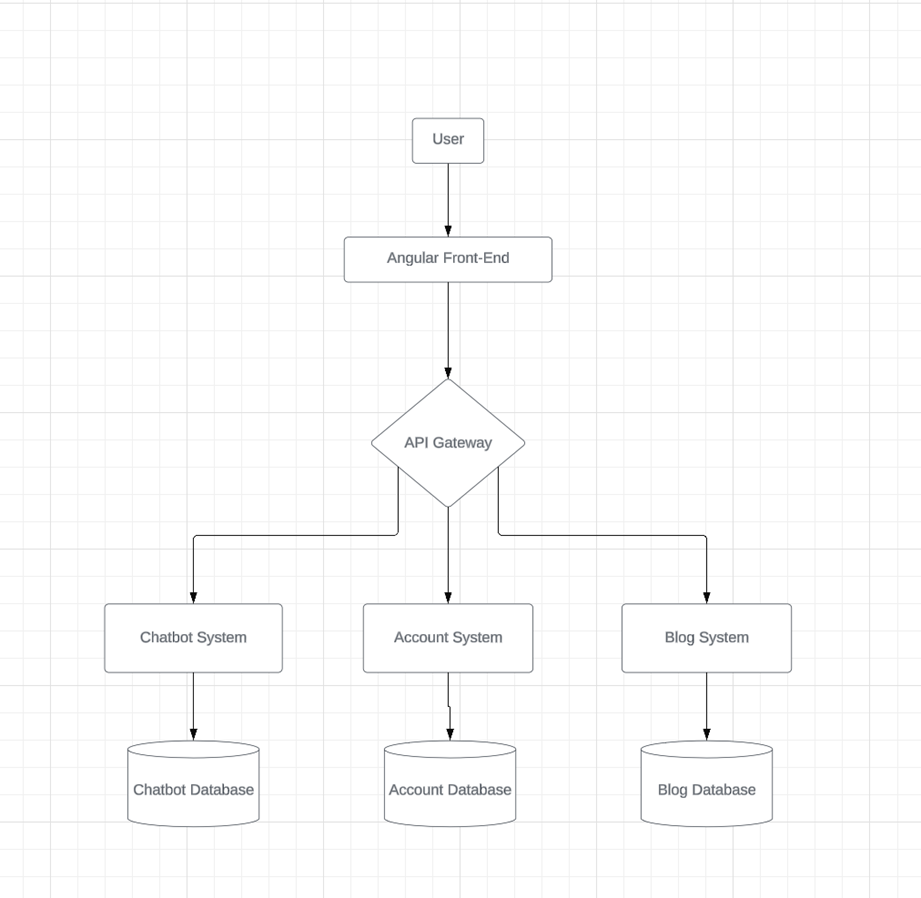 User
Angular Front-End
API Gateway
Chatbot System
Account System
Blog System
Chatbot Database
Account Database
Blog Database